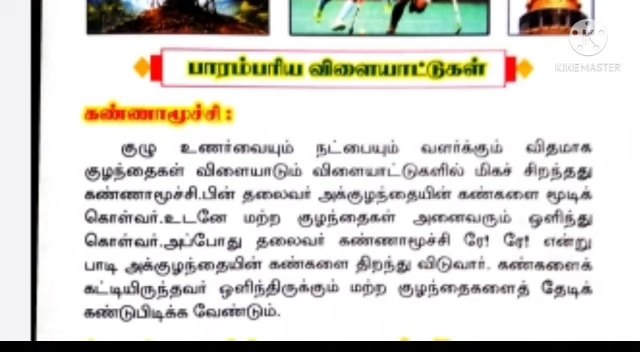 KINEMASTER
பாரம்பரிய விளையாட்டுகள்
கண்ணாமூச்சி :
குழு உணர்வையும் நட்பையும் வளர்க்கும் விதமாக
குழந்தைகள் விளையாடும் விளையாட்டுகளில் மிகச் சிறந்தது
கண்ணாமூச்சி.பின் தலைவர் அக்குழந்தையின் கண்களை மூடிக்
கொள்வர்.உடனே மற்ற குழந்தைகள் அனைவரும் ஒளிந்து
கொள்வர்.அப்போது தலைவர் கண்ணாமூச்சி ரே! ரே! என்று
பாடி அக்குழந்தையின் கண்களை திறந்து விடுவார். கண்களைக்
கட்டியிருந்தவர் ஒளிந்திருக்கும் மற்ற குழந்தைகளைத் தேடிக்
கண்டுபிடிக்க வேண்டும்.